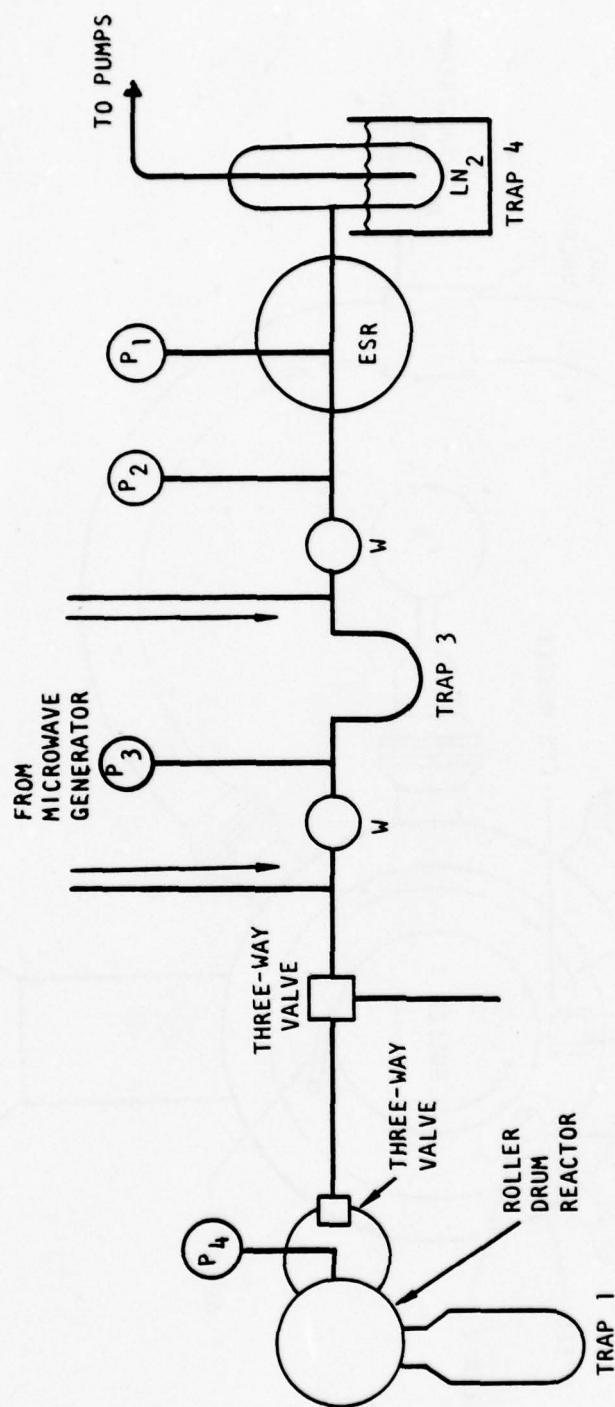 TO PUMPS
P1
P2
FROM
MICROWAVE
GENERATOR
P3
ESR
LN2
TRAP 4
W
TRAP 3
W
THREE-WAY
VALVE
P4
THREE-WAY
VALVE
ROLLER
DRUM
REACTOR
TRAP 1